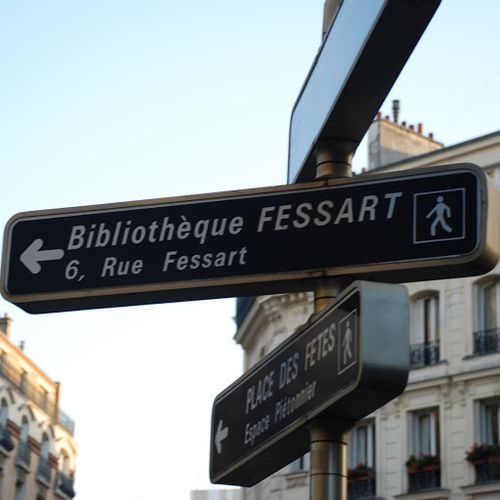 Bibliothèque FESSART
6, Rue Fessart
PLACE DES FETES
Espace Piétonnier